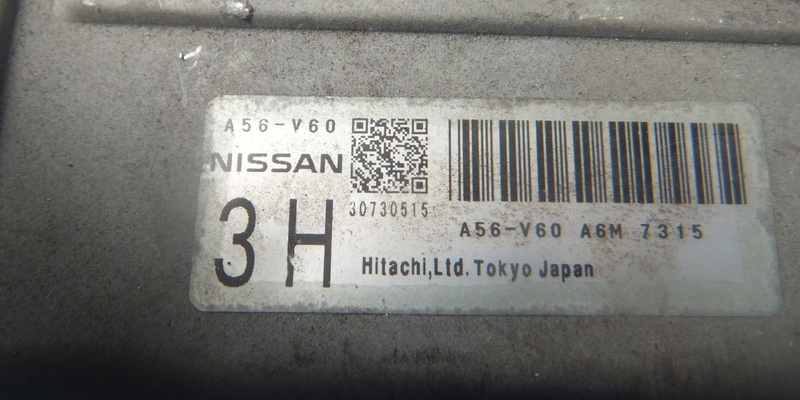 A56-V60
NISSAN
30730515
3H
A56-V60 A6M 7315
Hitachi,Ltd. Tokyo Japan